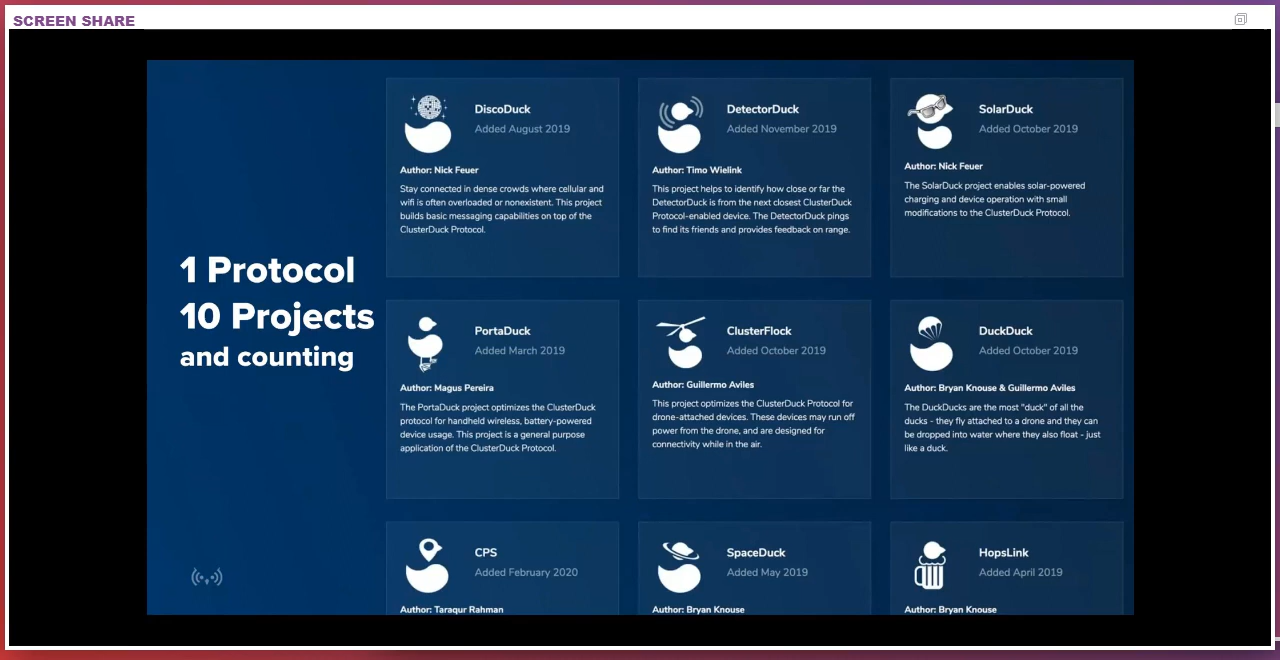 SCREEN SHARE
1 Protocol
10 Projects
and counting
DiscoDuck
Added August 2019
Author: Nick Feuer
Stay connected in dense crowds where cellular and
wifi is often overloaded or nonexistent. This project
builds basic messaging capabilities on top of the
ClusterDuck Protocol.
DetectorDuck
Added November 2019
Author: Timo Wielink
This project helps to identify how close or far the
DetectorDuck is from the next closest ClusterDuck
Protocol-enabled device. The DetectorDuck pings
to find its friends and provides feedback on range.
SolarDuck
Added October 2019
Author: Nick Feuer
The SolarDuck project enables solar-powered
charging and device operation with small
modifications to the ClusterDuck Protocol.
PortaDuck
Added March 2019
Author: Magus Pereira
The PortaDuck project optimizes the ClusterDuck
protocol for handheld wireless, battery-powered
device usage. This project is a general purpose
application of the ClusterDuck Protocol.
ClusterFlock
Added October 2019
Author: Guillermo Aviles
This project optimizes the ClusterDuck Protocol for
drone-attached devices. These devices may run off
power from the drone, and are designed for
connectivity while in the air.
DuckDuck
Added October 2019
Author: Bryan Knouse & Guillermo Aviles
The DuckDucks are the most "duck" of all the
ducks - they fly attached to a drone and they can
be dropped into water where they also float - just
like a duck.
CPS
Added February 2020
Author: Taraqur Rahman
SpaceDuck
Added May 2019
Author: Bryan Knouse
HopsLink
Added April 2019
Author: Bryan Knouse